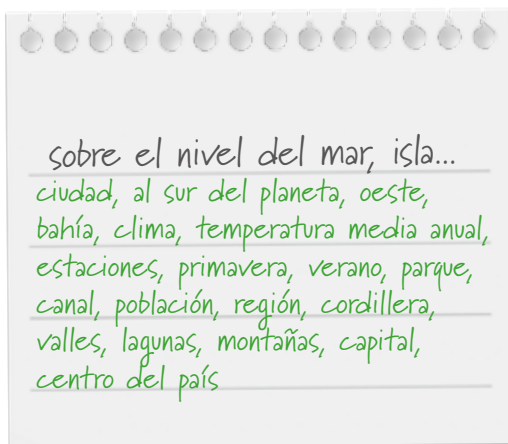 sobre el nivel del mar, isla...
ciudad, al sur del planeta, oeste,
bahía, clima, temperatura media anual,
estaciones, primavera, verano, parque,
canal, población, región, cordillera,
valles, lagunas, montañas, capital,
centro del país